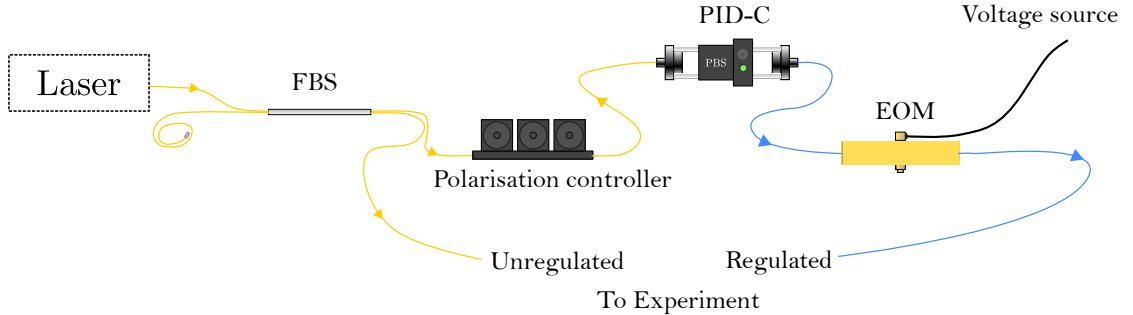 Laser
FBS
Polarisation controller
PID-C
PBS
EOM
Voltage source
Unregulated
Regulated
To Experiment